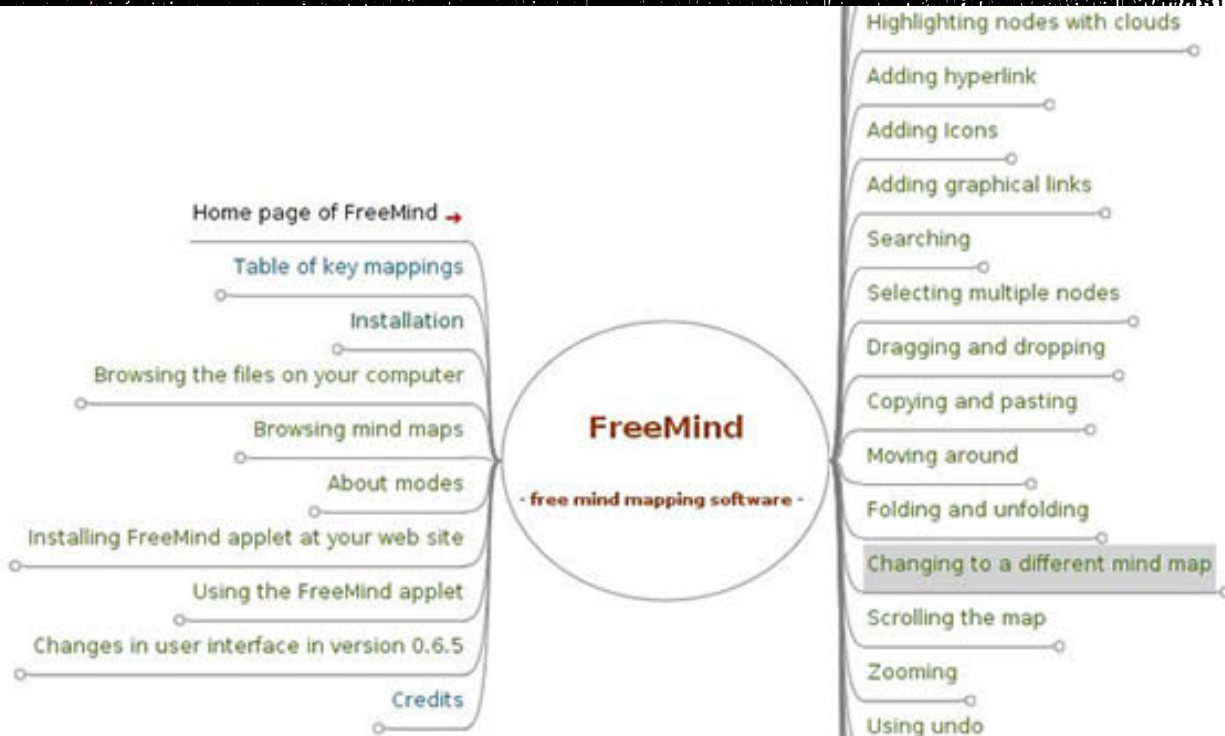 Home page of FreeMind
Table of key mappings
Installation
Browsing the files on your computer
Browsing mind maps
About modes
Installing FreeMind applet at your web site
Using the FreeMind applet
Changes in user interface in version 0.6.5
Credits
FreeMind
- free mind mapping software -
Highlighting nodes with clouds
Adding hyperlink
Adding Icons
Adding graphical links
Searching
Selecting multiple nodes
Dragging and dropping
Copying and pasting
Moving around
Folding and unfolding
Changing to a different mind map
Scrolling the map
Zooming
Using undo